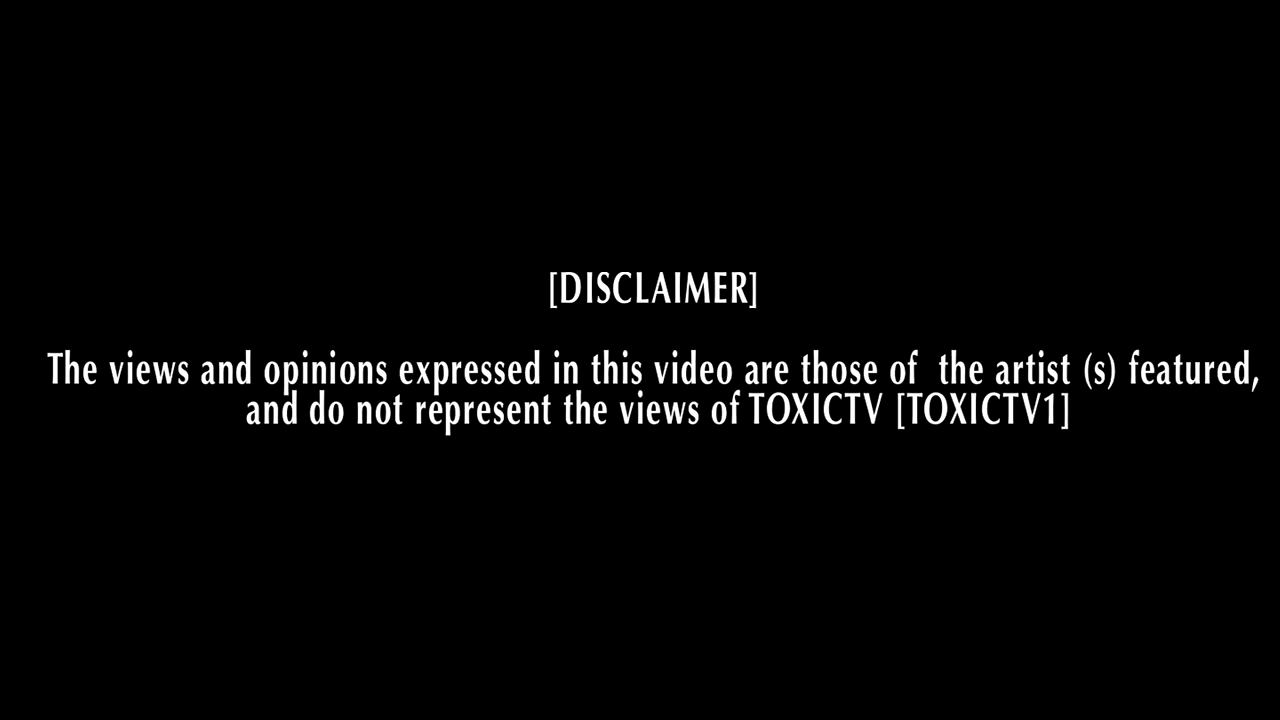 [DISCLAIMER]
The views and opinions expressed in this video are those of  the artist (s) featured,
and do not represent the views of TOXICTV [TOXICTV1]